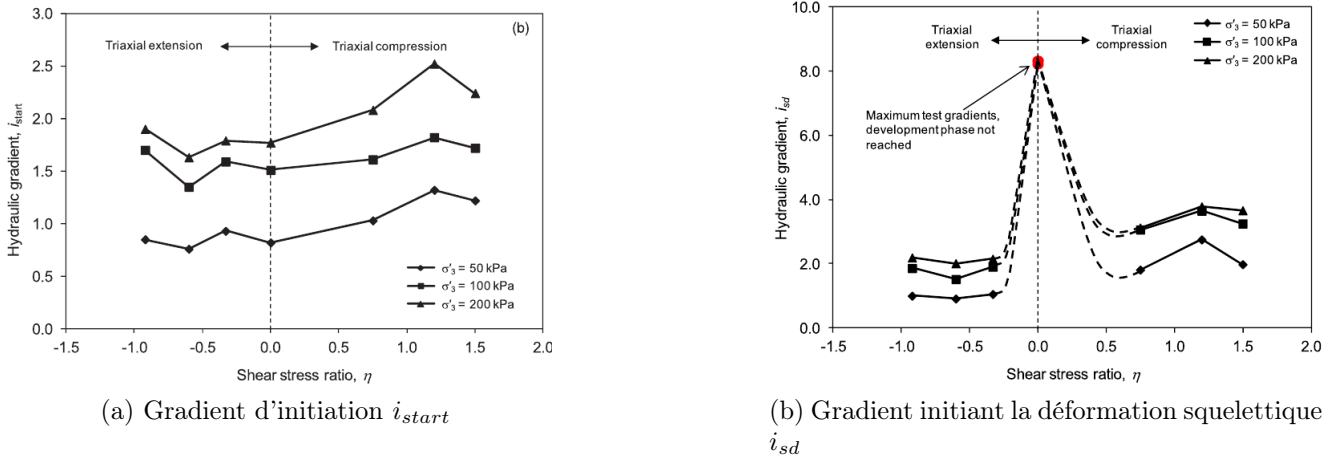 3.0
2.5
2.0
1.5
1.0
0.5
0.0
-1.5
-1.0
-0.5
0.0
0.5
1.0
1.5
2.0
Hydraulic gradient, i_start
Shear stress ratio, η
(b)
Triaxial extension
Triaxial compression
σ'3 = 50 kPa
σ'3 = 100 kPa
σ'3 = 200 kPa
(a) Gradient d'initiation i_start
10.0
8.0
6.0
4.0
2.0
0.0
-1.5
-1.0
-0.5
0.0
0.5
1.0
1.5
2.0
Hydraulic gradient, i_sd
Shear stress ratio, η
Triaxial
extension
Triaxial
compression
σ'3 = 50 kPa
σ'3 = 100 kPa
σ'3 = 200 kPa
Maximum test gradients,
development phase not
reached
(b) Gradient initiant la déformation squelettique
i_sd